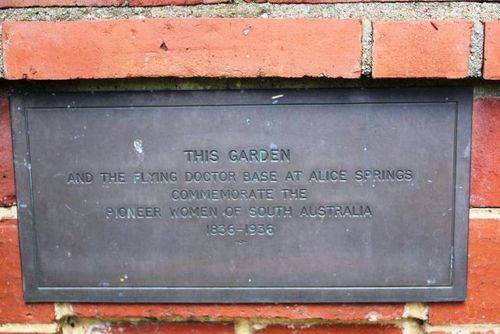 THIS GARDEN
AND THE FLYING DOCTOR BASE AT ALICE SPRINGS
COMMEMORATE THE
PIONEER WOMEN OF SOUTH AUSTRALIA
1836-1936